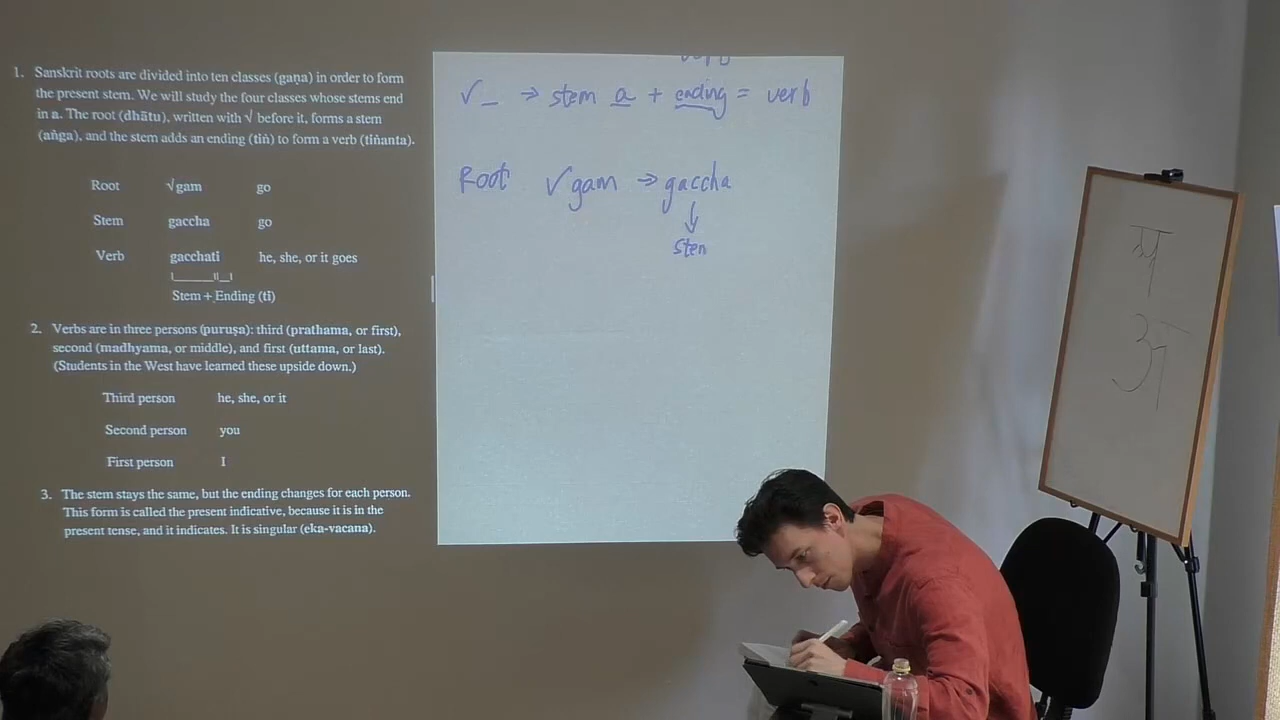 1. Sanskrit roots are divided into ten classes (gaṇa) in order to form
the present stem. We will study the four classes whose stems end
in a. The root (dhātu), written with √ before it, forms a stem
(aṅga), and the stem adds an ending (tiṅ) to form a verb (tiṅanta).
Root √gam go
Stem gaccha go
Verb gacchati he, she, or it goes
Stem + Ending (ti)
2. Verbs are in three persons (puruṣa): third (prathama, or first),
second (madhyama, or middle), and first (uttama, or last).
(Students in the West have learned these upside down.)
Third person he, she, or it
Second person you
First person I
3. The stem stays the same, but the ending changes for each person.
This form is called the present indicative, because it is in the
present tense, and it indicates. It is singular (eka-vacana).
√_ ⇒ stem a + ending = verb
Root √gam ⇒ gaccha
↓
sten
अ